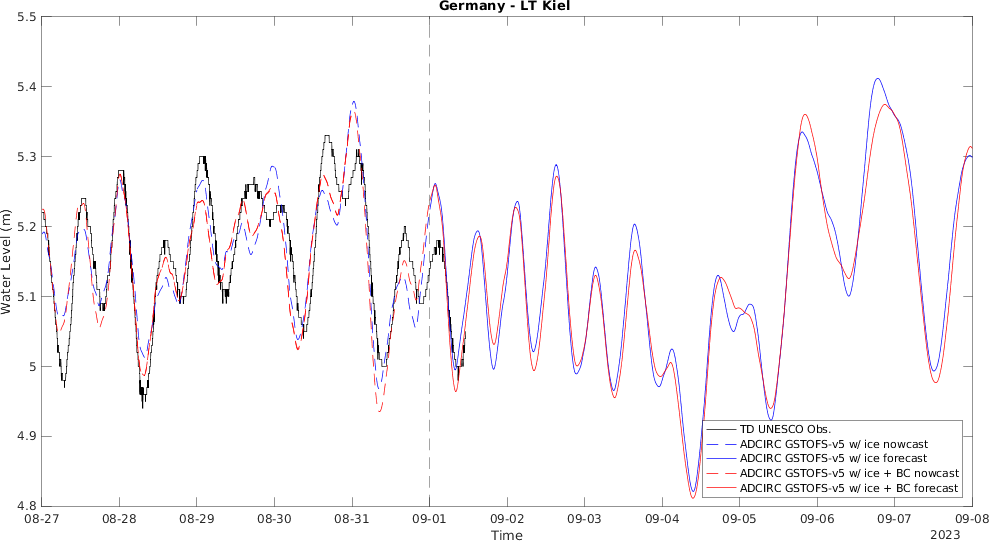 Germany - LT Kiel
Water Level (m)
5.5
5.4
5.3
5.2
5.1
5
4.9
4.8
TD UNESCO Obs.
ADCIRC GSTOFS-v5 w/ ice nowcast
ADCIRC GSTOFS-v5 w/ ice forecast
ADCIRC GSTOFS-v5 w/ ice + BC nowcast
ADCIRC GSTOFS-v5 w/ ice + BC forecast
08-27 08-28 08-29 08-30 08-31 09-01 09-02 09-03 09-04 09-05 09-06 09-07 09-08
Time
2023